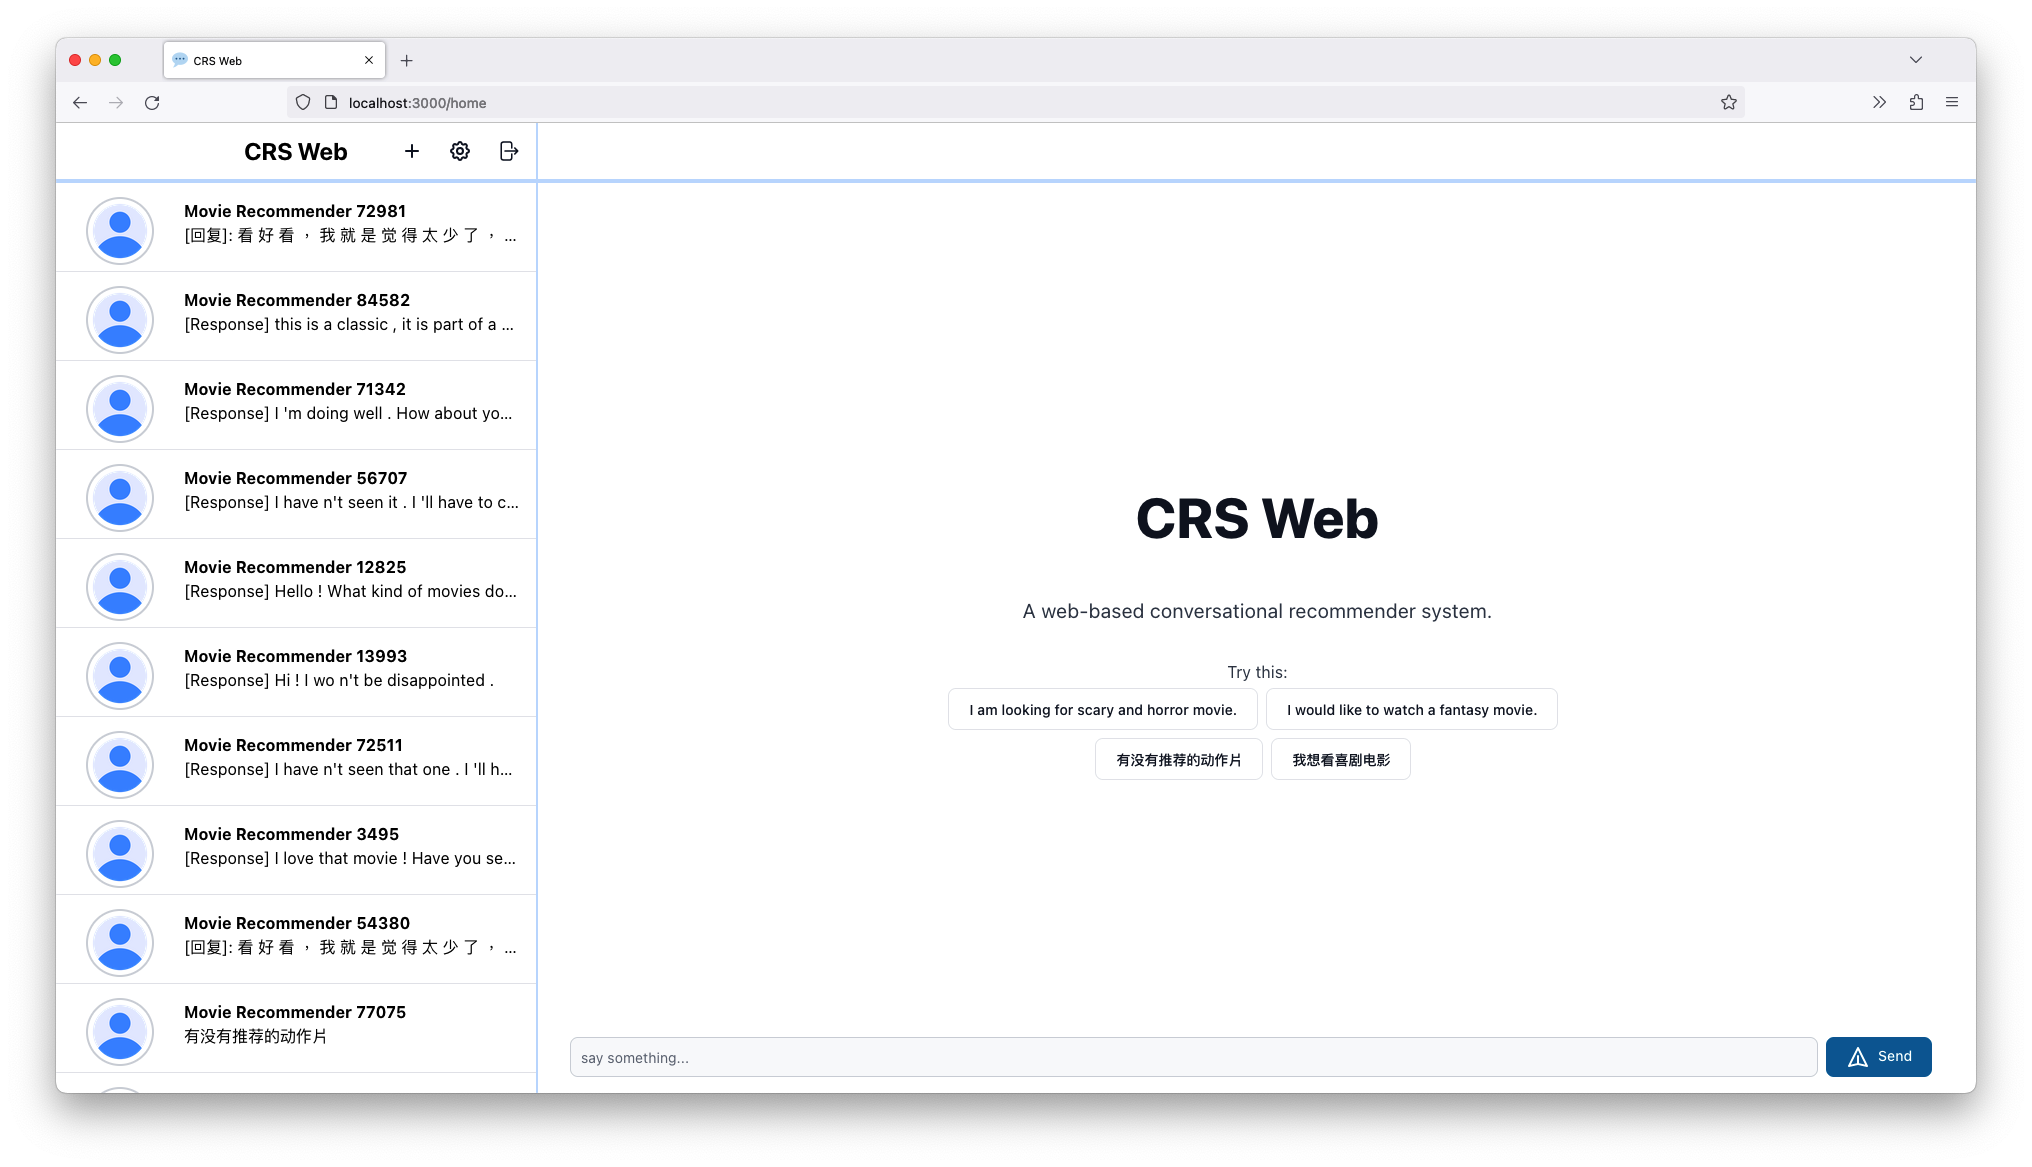 CRS Web
localhost:3000/home
CRS Web
Movie Recommender 72981
[回复]: 看 好 看 ， 我 就 是 觉 得 太 少 了 ， ...
Movie Recommender 84582
[Response] this is a classic , it is part of a ...
Movie Recommender 71342
[Response] I 'm doing well . How about yo...
Movie Recommender 56707
[Response] I have n't seen it . I 'll have to c...
Movie Recommender 12825
[Response] Hello ! What kind of movies do...
Movie Recommender 13993
[Response] Hi ! I wo n't be disappointed .
Movie Recommender 72511
[Response] I have n't seen that one . I 'll h...
Movie Recommender 3495
[Response] I love that movie ! Have you se...
Movie Recommender 54380
[回复]: 看 好 看 ， 我 就 是 觉 得 太 少 了 ， ...
Movie Recommender 77075
有没有推荐的动作片
CRS Web
A web-based conversational recommender system.
Try this:
I am looking for scary and horror movie.
I would like to watch a fantasy movie.
有没有推荐的动作片
我想看喜剧电影
say something...
Send